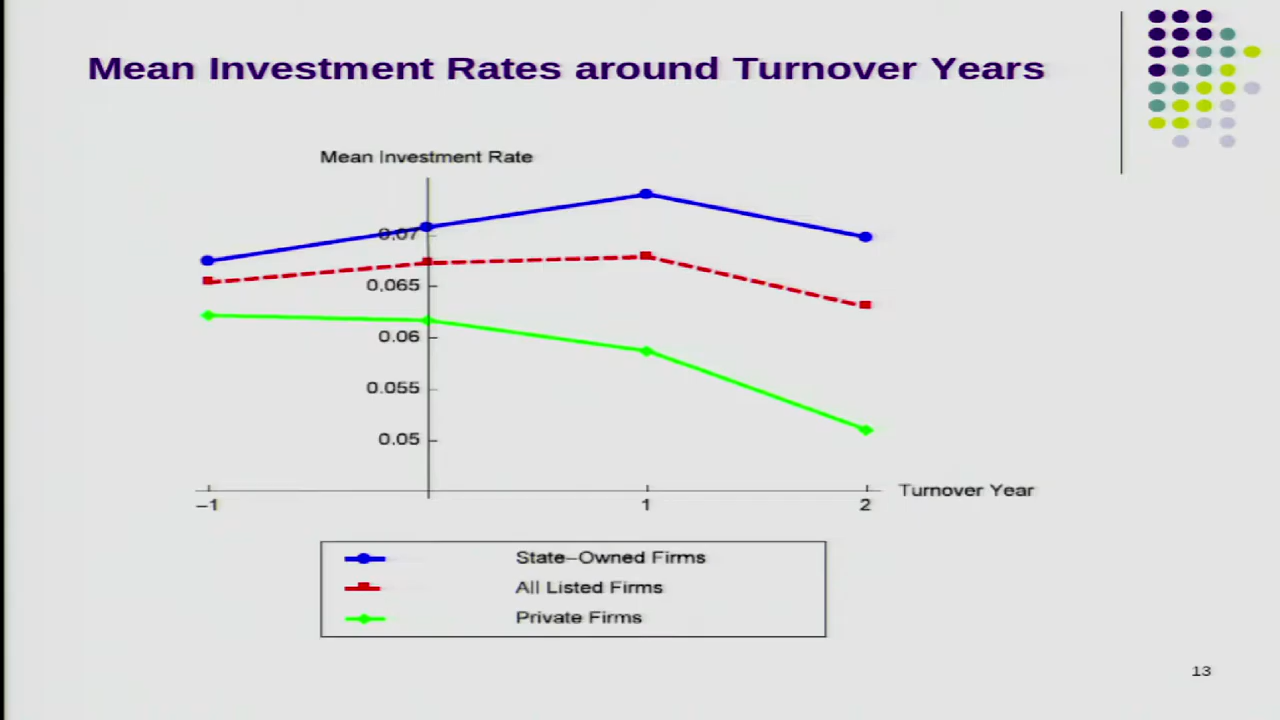 Mean Investment Rates around Turnover Years
Mean Investment Rate
0.07
0.065
0.06
0.055
0.05
−1 1 2 Turnover Year
State−Owned Firms
All Listed Firms
Private Firms
13